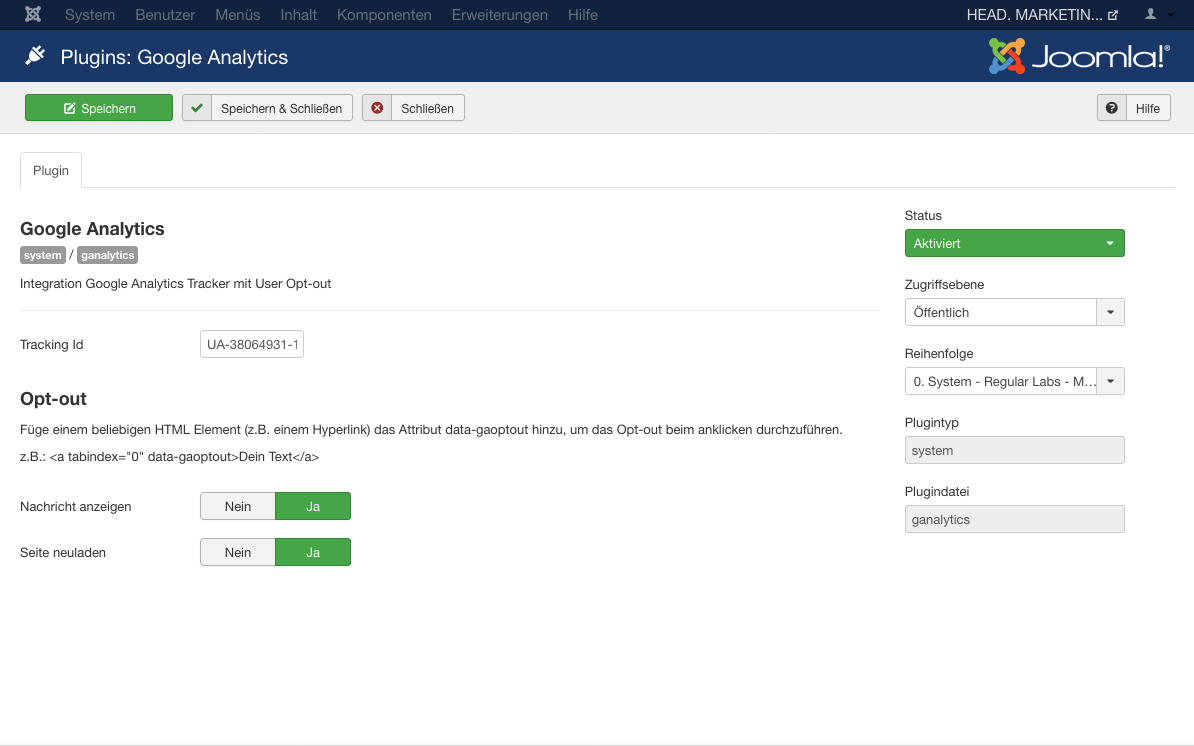 System Benutzer Menüs Inhalt Komponenten Erweiterungen Hilfe HEAD. MARKETIN...
Plugins: Google Analytics
Joomla!®
Speichern Speichern & Schließen Schließen Hilfe
Plugin
Google Analytics
system / ganalytics
Integration Google Analytics Tracker mit User Opt-out
Tracking Id UA-38064931-1
Opt-out
Füge einem beliebigen HTML Element (z.B. einem Hyperlink) das Attribut data-gaoptout hinzu, um das Opt-out beim anklicken durchzuführen.
z.B.: <a tabindex="0" data-gaoptout>Dein Text</a>
Nachricht anzeigen Nein Ja
Seite neuladen Nein Ja
Status
Aktiviert
Zugriffsebene
Öffentlich
Reihenfolge
0. System - Regular Labs - M...
Plugintyp
system
Plugindatei
ganalytics